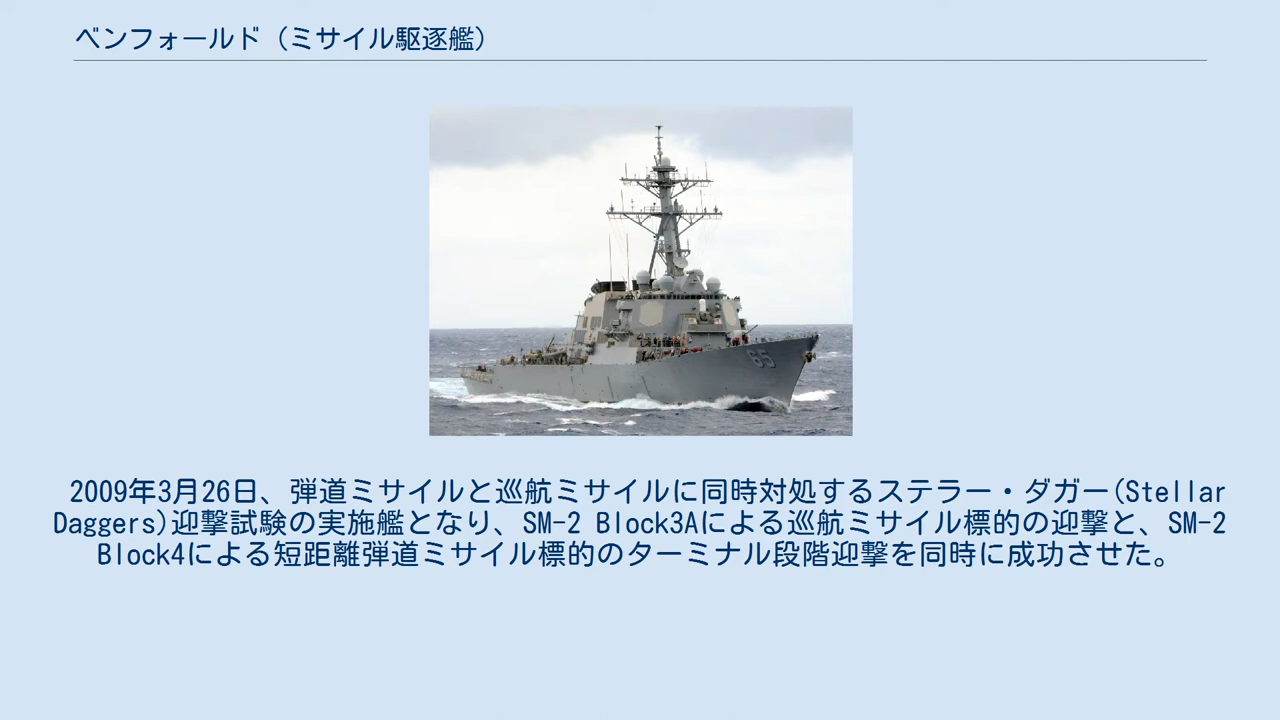 ベンフォールド（ミサイル駆逐艦）
65
2009年3月26日、弾道ミサイルと巡航ミサイルに同時対処するステラー・ダガー(Stellar
Daggers)迎撃試験の実施艦となり、SM-2 Block3Aによる巡航ミサイル標的の迎撃と、SM-2
Block4による短距離弾道ミサイル標的のターミナル段階迎撃を同時に成功させた。